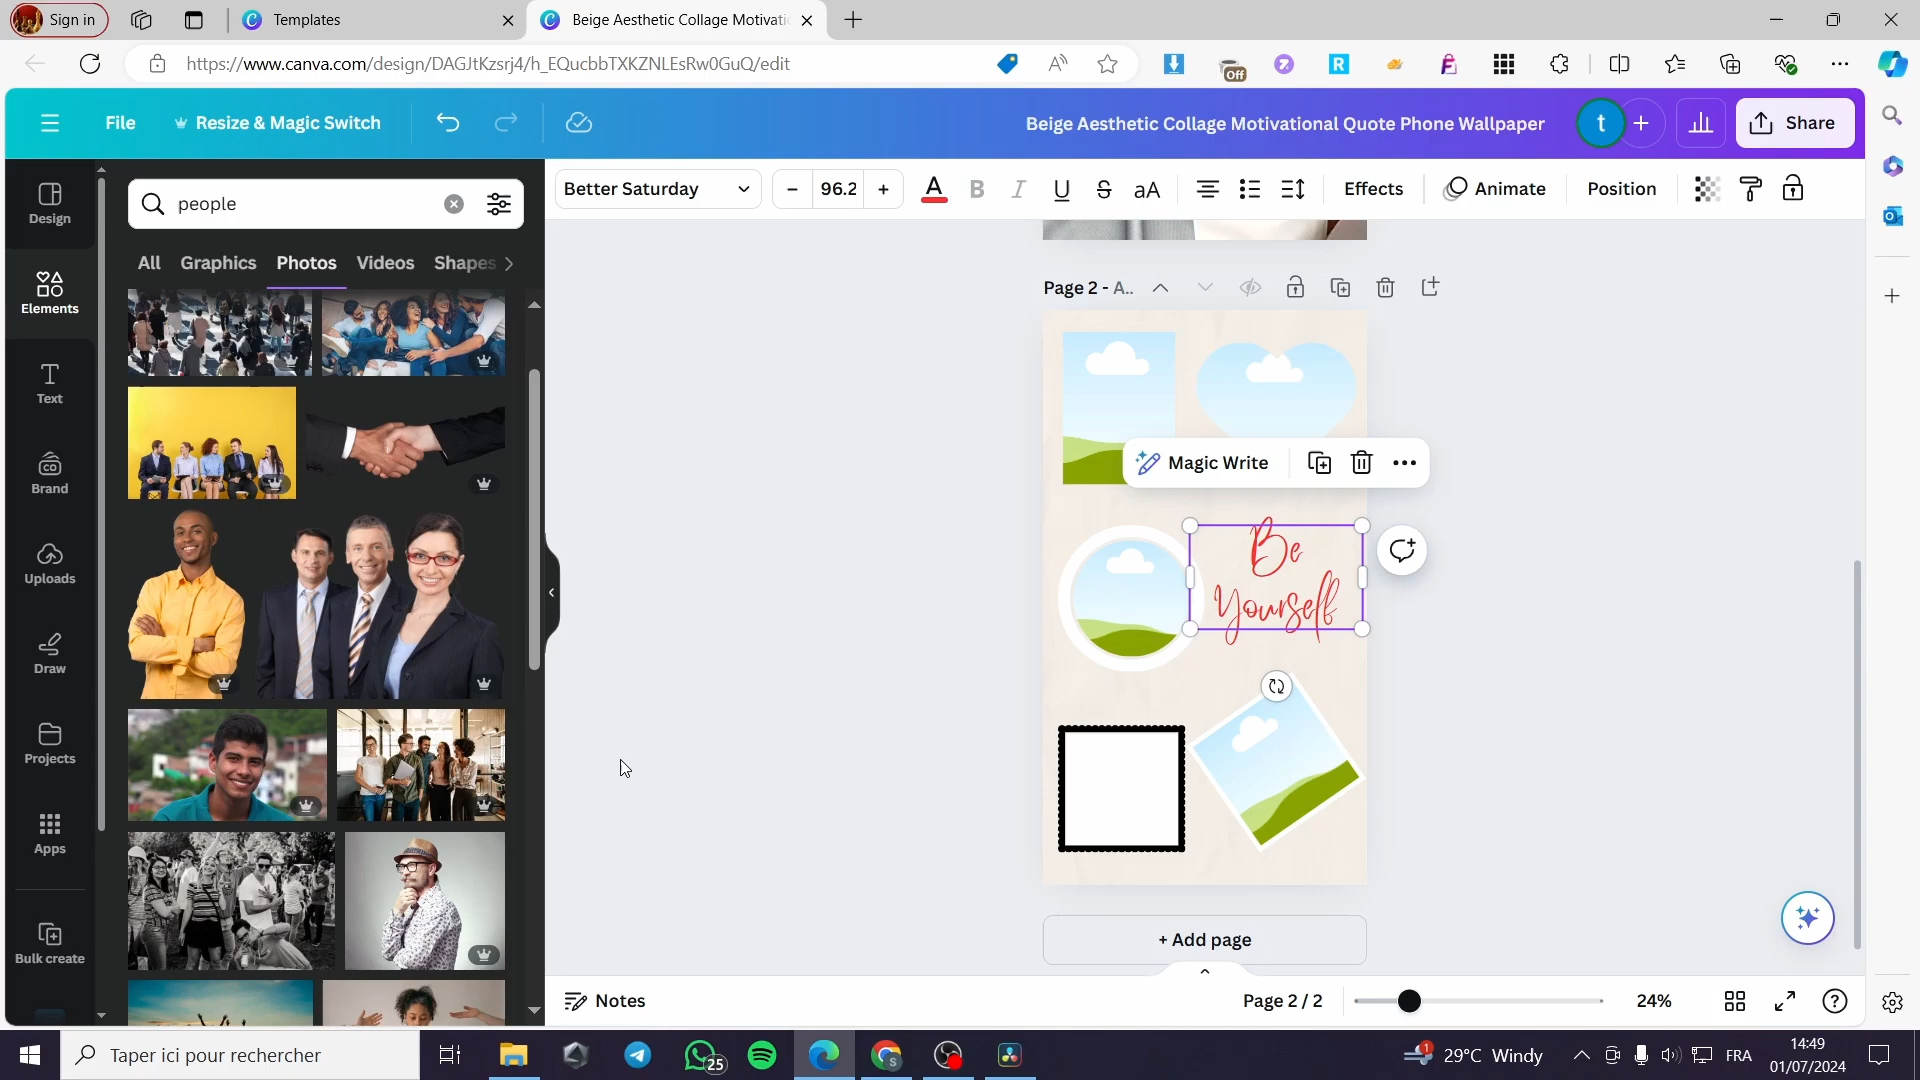 Sign in
Templates
Beige Aesthetic Collage Motivati
https://www.canva.com/design/DAGJtKzsrj4/h_EQucbbTXKZNLEsRw0GuQ/edit
Off
File
Resize & Magic Switch
Beige Aesthetic Collage Motivational Quote Phone Wallpaper
t
Share
Design
Elements
Text
Brand
Uploads
Draw
Projects
Apps
Bulk create
people
All Graphics Photos Videos Shapes
Better Saturday
96.2
A
B
I
U
S
aA
Effects
Animate
Position
Page 2 - A..
Magic Write
Be
Yourself
+ Add page
Notes
Page 2 / 2
24%
Taper ici pour rechercher
25
1
29°C Windy
FRA
14:49
01/07/2024